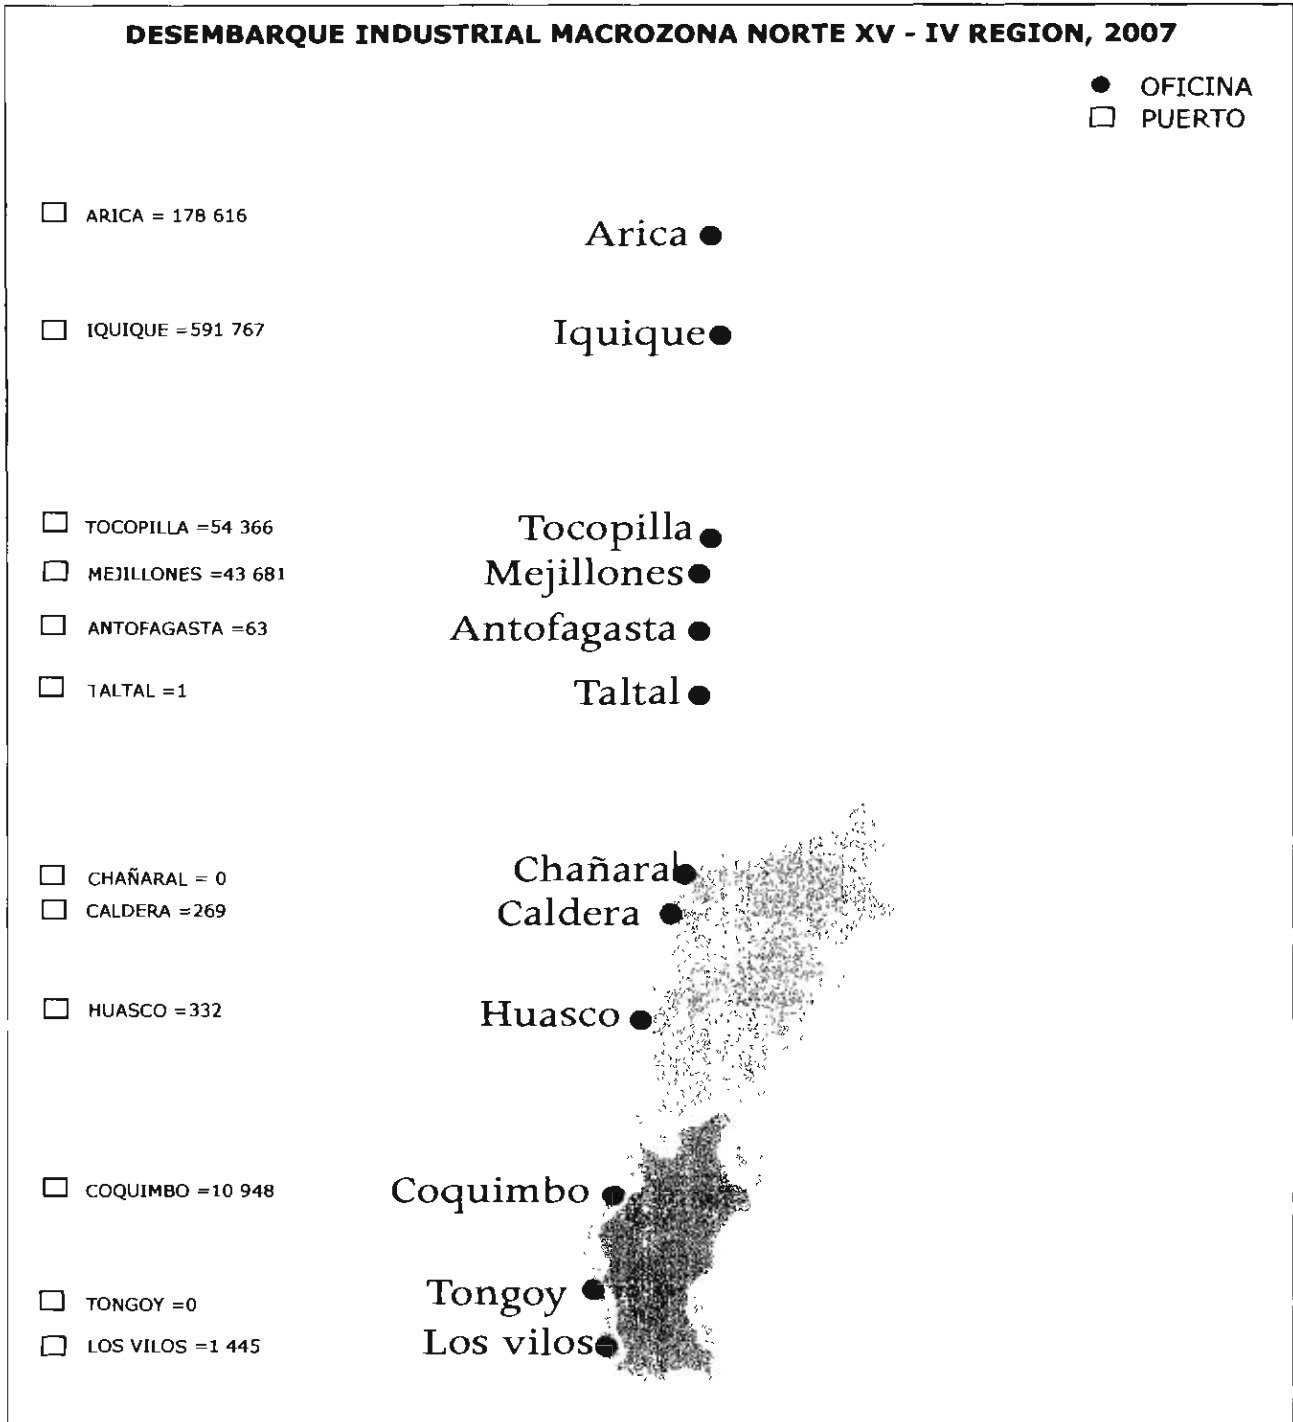 DESEMBARQUE INDUSTRIAL MACROZONA NORTE XV - IV REGION, 2007
OFICINA
PUERTO
ARICA = 178 616
Arica
IQUIQUE =591 767
Iquique
TOCOPILLA =54 366
Tocopilla
MEJILLONES =43 681
Mejillones
ANTOFAGASTA =63
Antofagasta
TALTAL =1
Taltal
CHAÑARAL = 0
Chañaral
CALDERA =269
Caldera
HUASCO =332
Huasco
COQUIMBO =10 948
Coquimbo
TONGOY =0
Tongoy
LOS VILOS =1 445
Los vilos